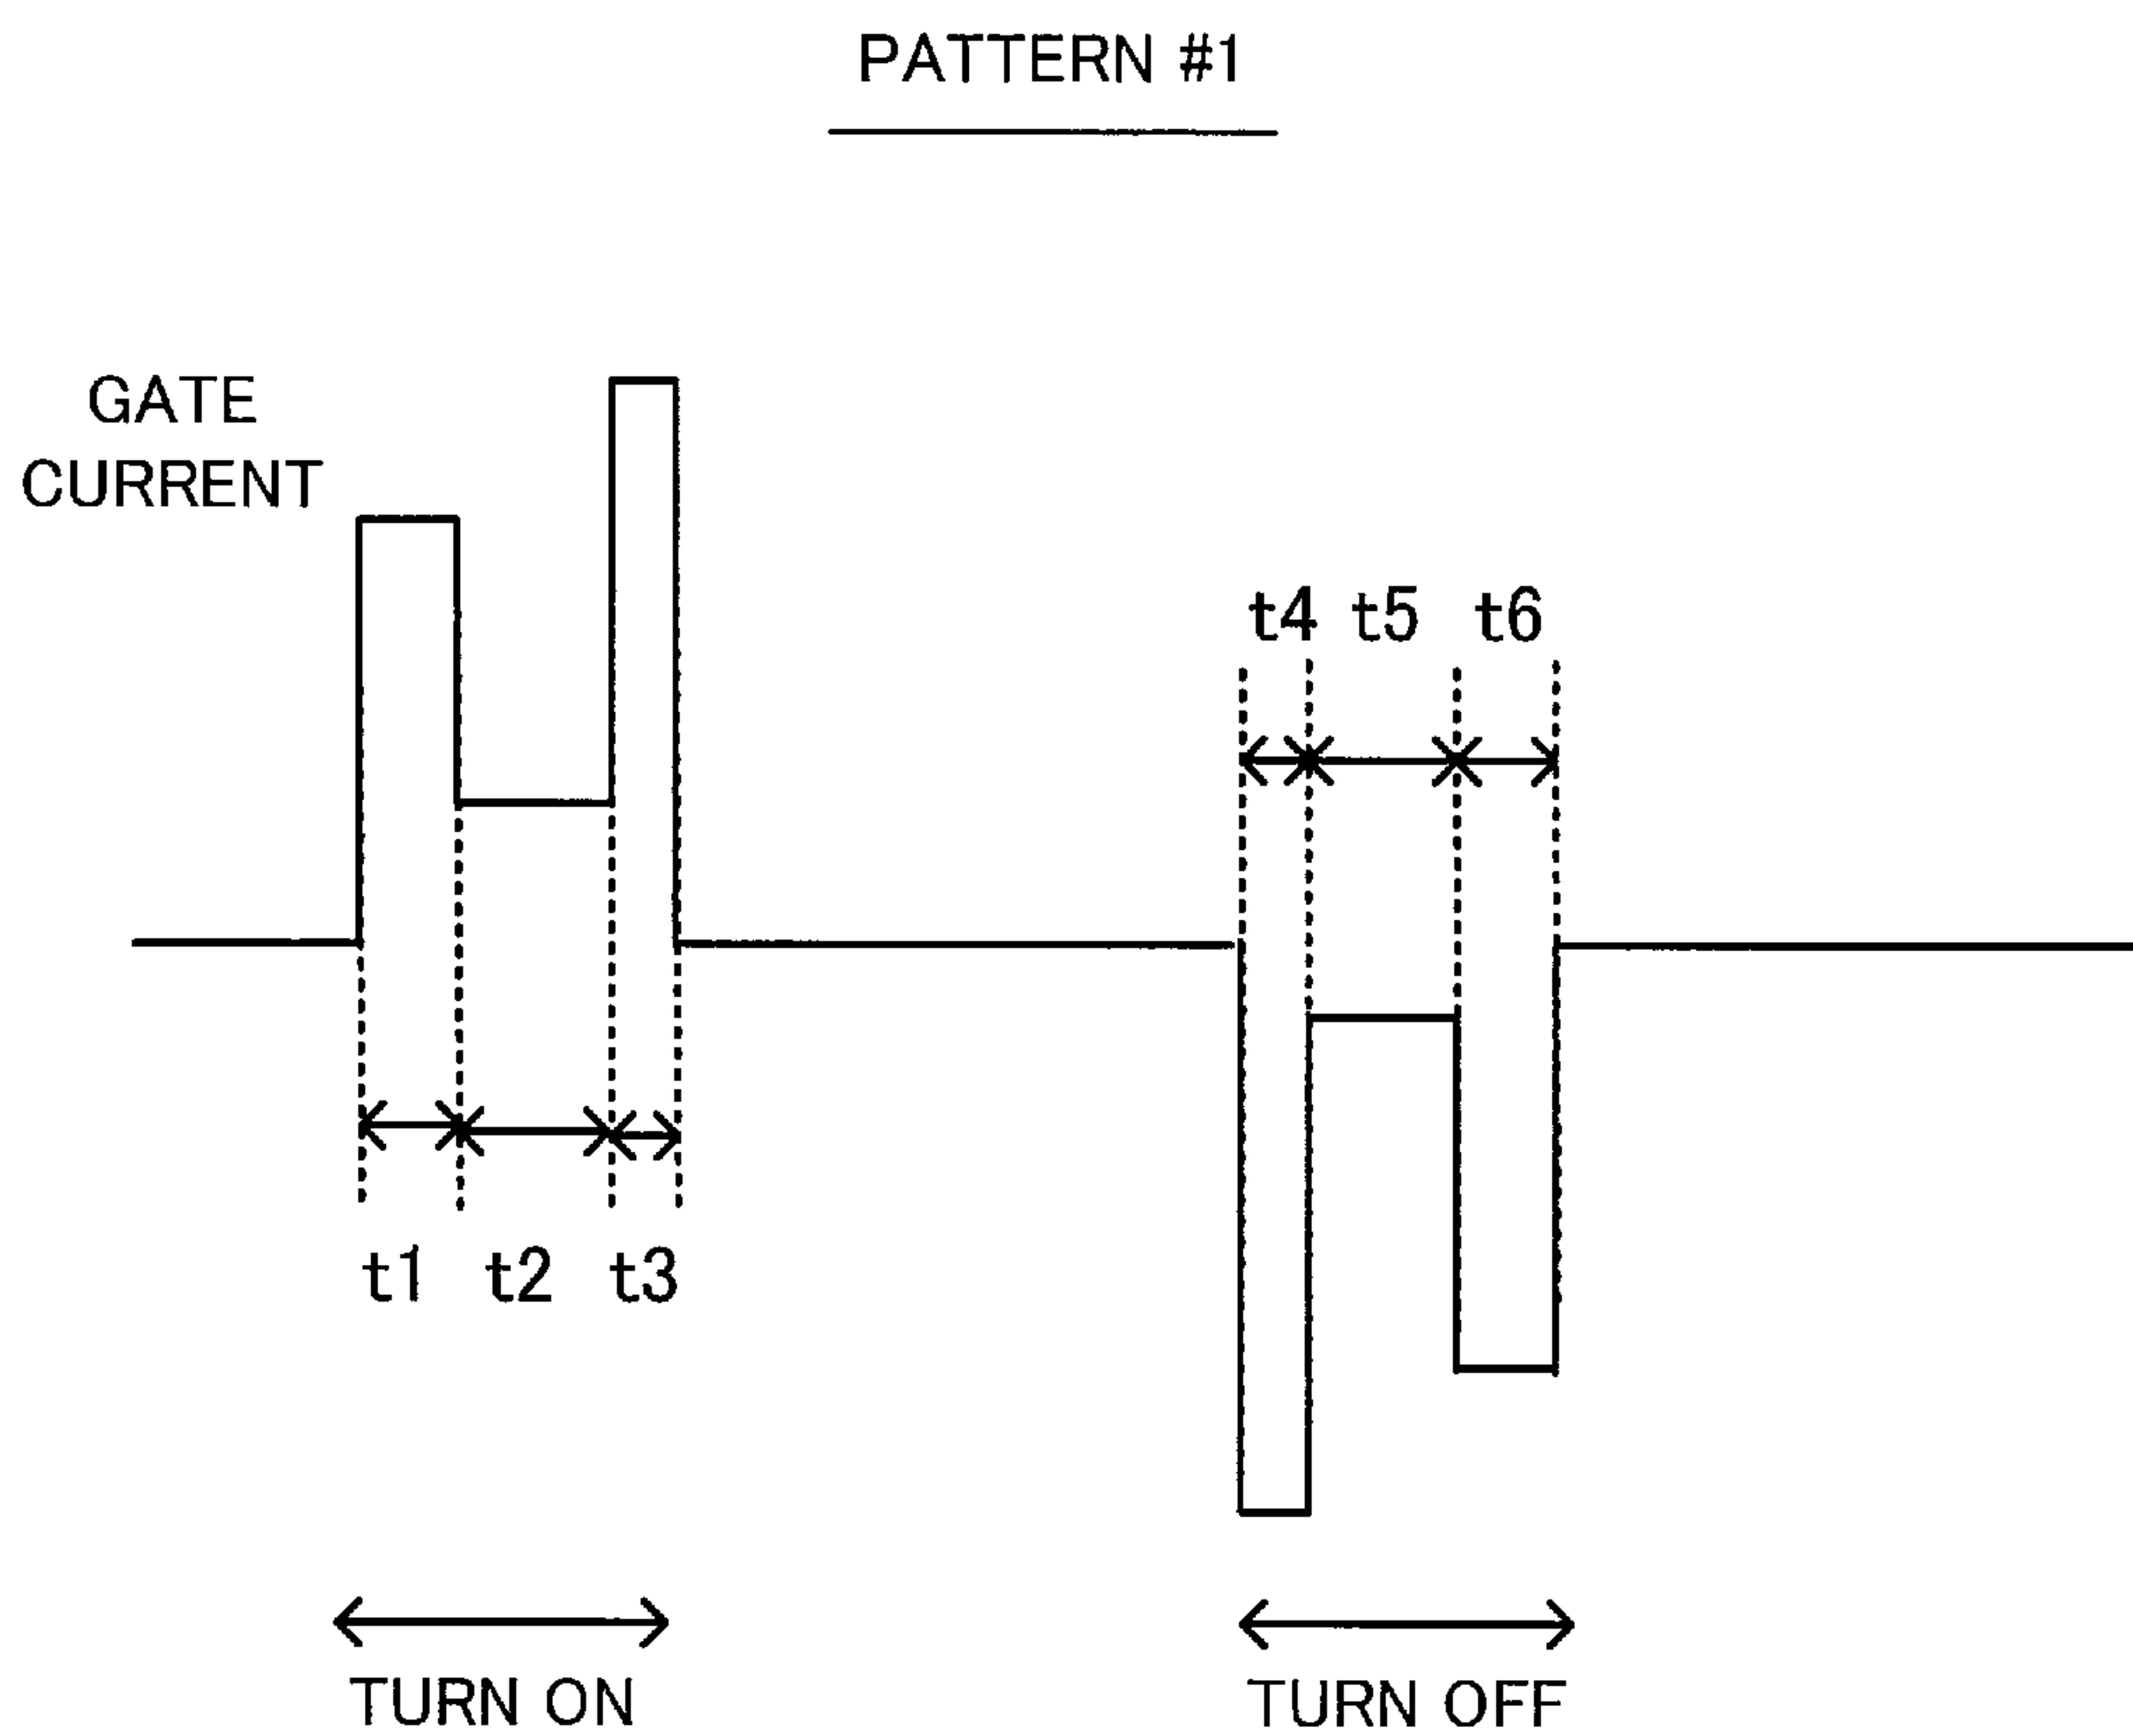 PATTERN #1
GATE
CURRENT
t4 t5 t6
t1 t2 t3
TURN ON
TURN OFF